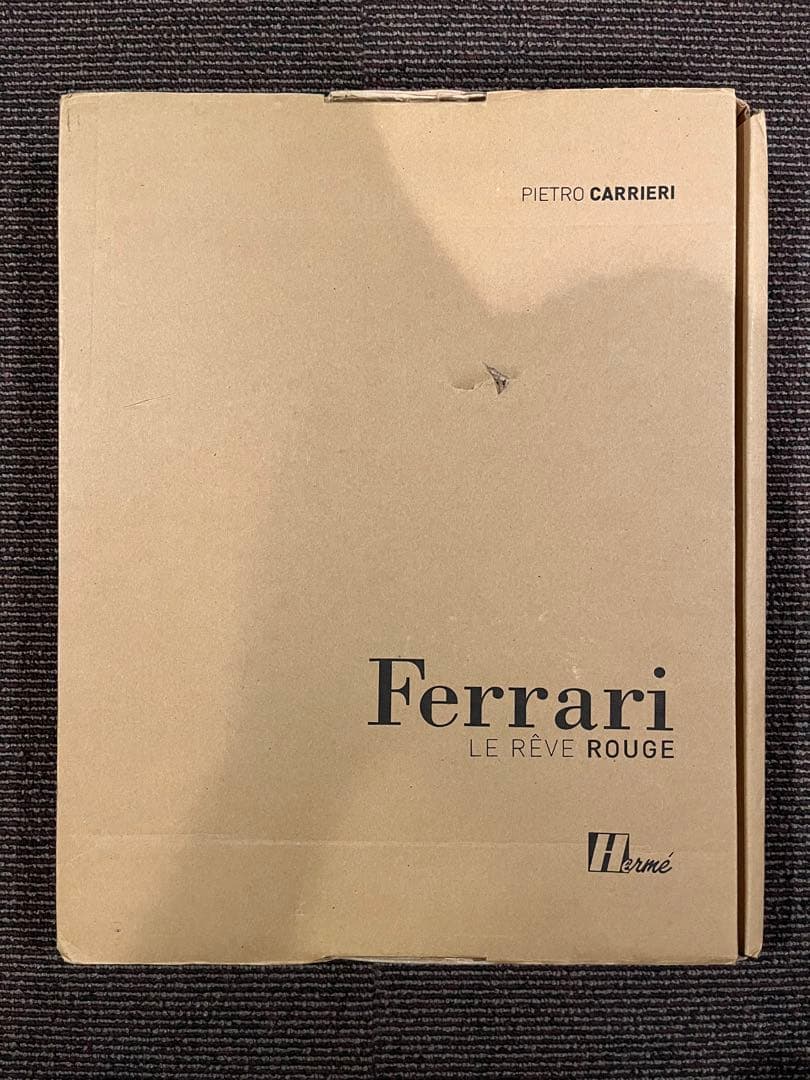 PIETRO CARRIERI
Ferrari
LE RÊVE ROUGE
Hermé